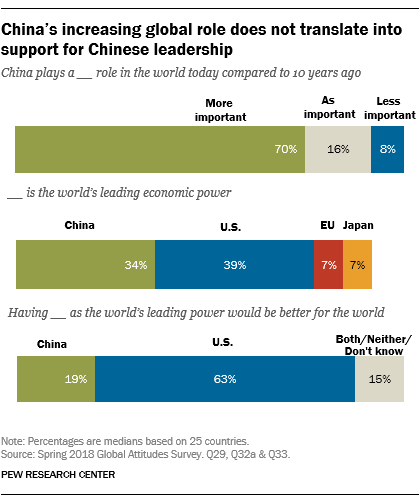 China's increasing global role does not translate into
support for Chinese leadership
China plays a __ role in the world today compared to 10 years ago
More important
As important
Less important
70%
16%
8%
__ is the world's leading economic power
China
U.S.
EU
Japan
34%
39%
7%
7%
Having __ as the world's leading power would be better for the world
China
U.S.
Both/Neither/
Don't know
19%
63%
15%
Note: Percentages are medians based on 25 countries.
Source: Spring 2018 Global Attitudes Survey. Q29, Q32a & Q33.
PEW RESEARCH CENTER